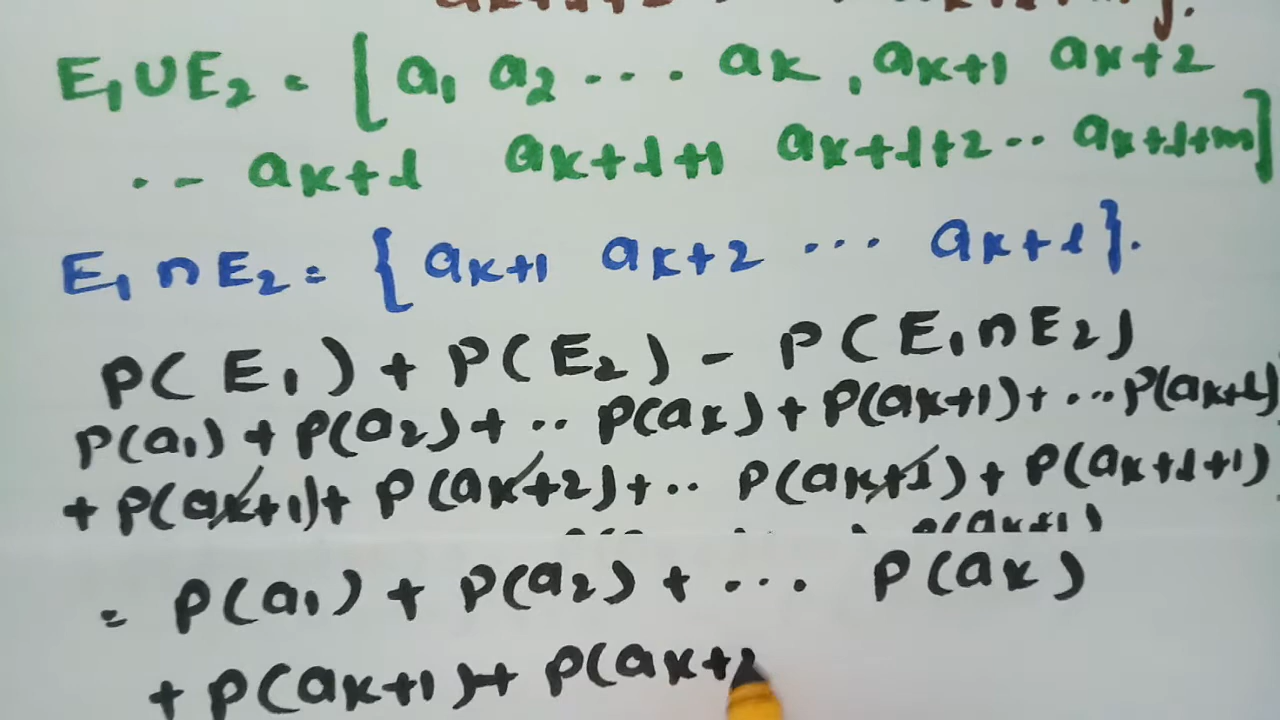 E₁UE₂ = [ a₁ a₂ ... aₖ , aₖ₊₁ aₖ₊₂
.. aₖ₊ₗ aₖ₊ₗ₊₁ aₖ₊ₗ₊₂ .. aₖ₊ₗ₊ₘ]
E₁ ∩ E₂ = { aₖ₊₁ aₖ₊₂ ... aₖ₊ₗ }.
P( E₁ ) + P( E₂ ) - P( E₁ ∩ E₂ )
P(a₁) + P(a₂) + .. P(aₖ) + P(aₖ₊₁) + ... P(aₖ₊ₗ)
+ P(aₖ₊₁) + P(aₖ₊₂) + .. P(aₖ₊ₗ) + P(aₖ₊ₗ₊₁)
= P(a₁) + P(a₂) + ... P(aₖ)
+ P(aₖ₊₁) + P(aₖ₊₂